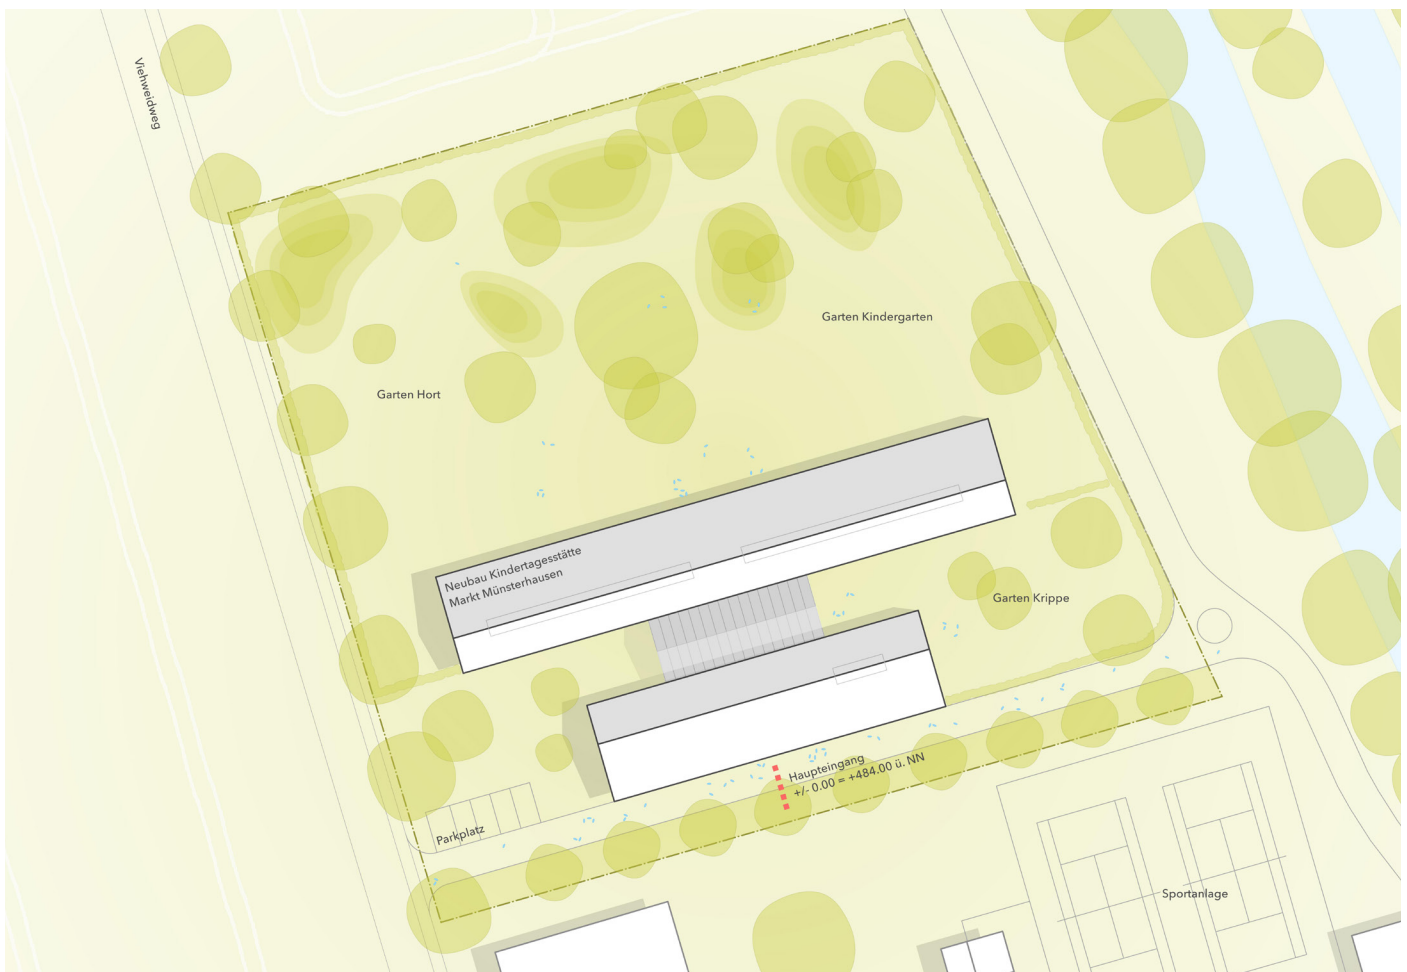 Viehweidweg
Garten Kindergarten
Garten Hort
Neubau Kindertagesstätte
Markt Münsterhausen
Garten Krippe
Haupteingang
+/- 0.00 = +484.00 ü. NN
Parkplatz
Sportanlage